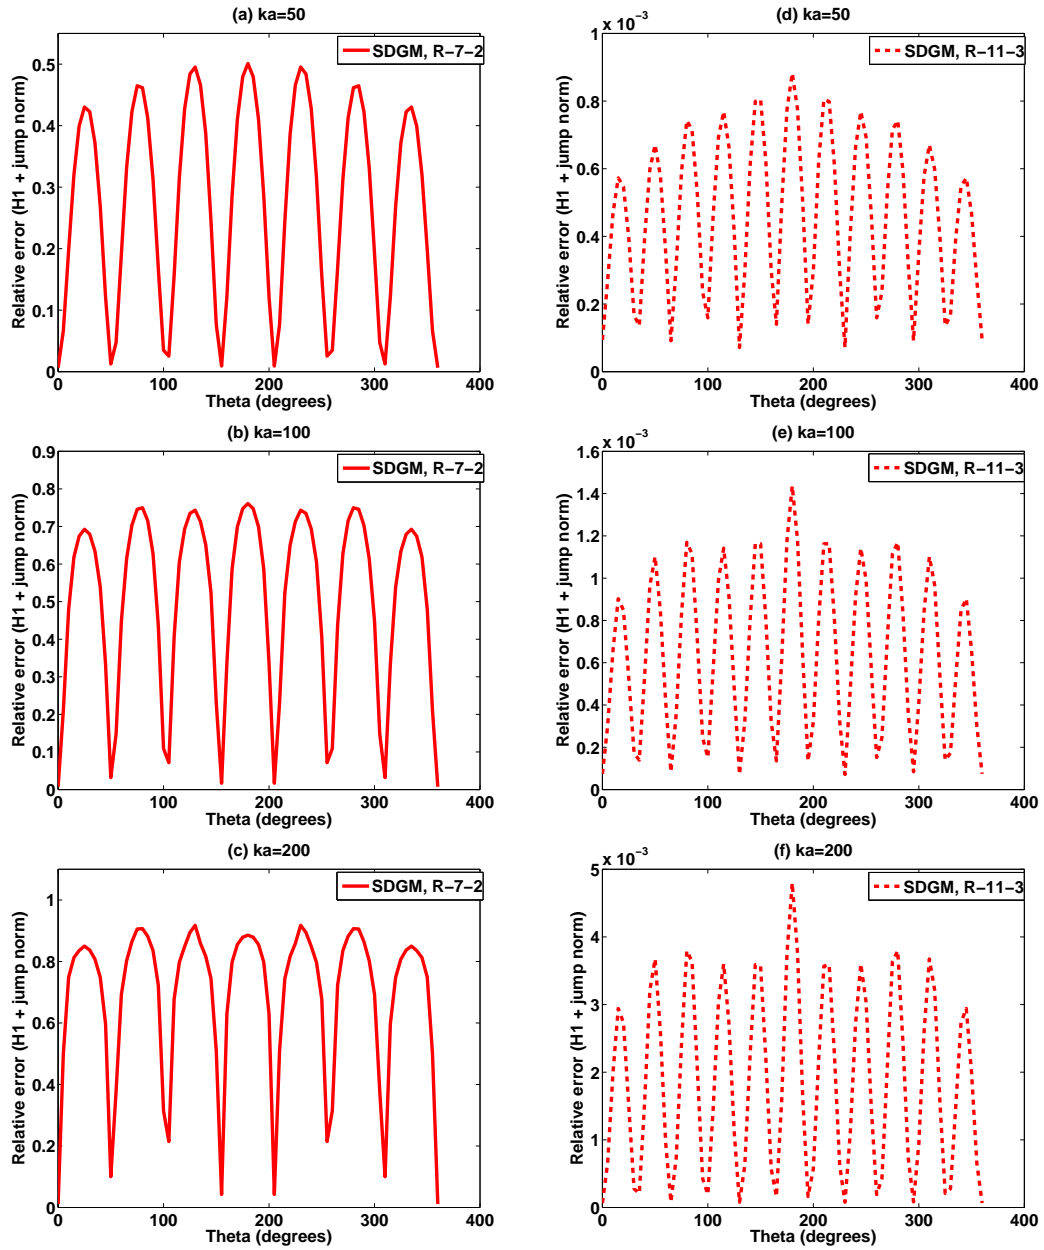 (a) ka=50
Relative error (H1 + jump norm)
0.5
0.4
0.3
0.2
0.1
0
0 100 200 300 400
Theta (degrees)
SDGM, R−7−2
(d) ka=50
x 10−3
Relative error (H1 + jump norm)
1
0.8
0.6
0.4
0.2
0
0 100 200 300 400
Theta (degrees)
SDGM, R−11−3
(b) ka=100
Relative error (H1 + jump norm)
0.9
0.8
0.7
0.6
0.5
0.4
0.3
0.2
0.1
0
0 100 200 300 400
Theta (degrees)
SDGM, R−7−2
(e) ka=100
x 10−3
Relative error (H1 + jump norm)
1.6
1.4
1.2
1
0.8
0.6
0.4
0.2
0
0 100 200 300 400
Theta (degrees)
SDGM, R−11−3
(c) ka=200
Relative error (H1 + jump norm)
1
0.8
0.6
0.4
0.2
0
0 100 200 300 400
Theta (degrees)
SDGM, R−7−2
(f) ka=200
x 10−3
Relative error (H1 + jump norm)
5
4
3
2
1
0
0 100 200 300 400
Theta (degrees)
SDGM, R−11−3